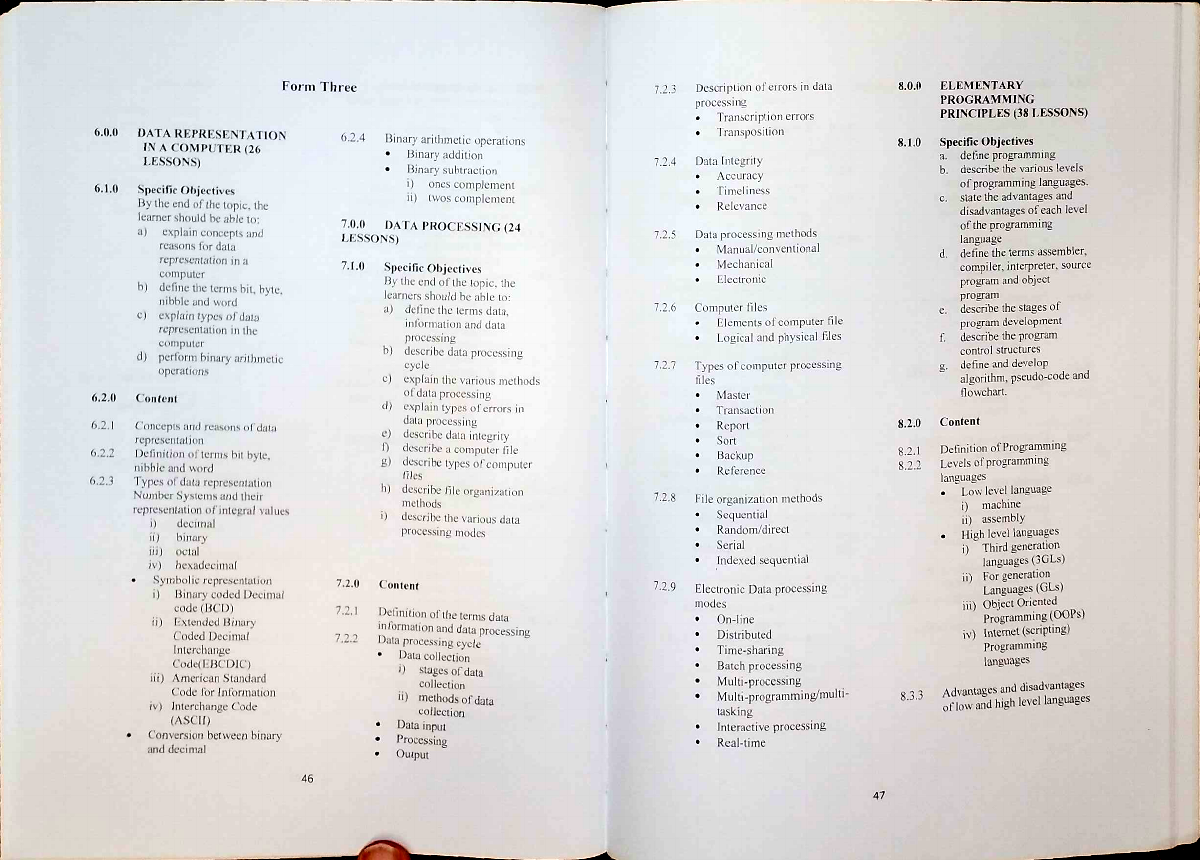 Form Three
6.0.0 DATA REPRESENTATION
IN A COMPUTER (26
LESSONS)
6.1.0 Specific Objectives
By the end of the topic, the
learner should be able to:
a) explain concepts and
reasons for data
representation in a
computer
b) define the terms bit, byte,
nibble and word
c) explain types of data
representation in the
computer
d) perform binary arithmetic
operations
6.2.0 Content
6.2.1 Concepts and reasons of data
representation
6.2.2 Definition of terms bit byte,
nibble and word
6.2.3 Types of data representation
Number Systems and their
representation of integral values
i) decimal
ii) binary
iii) octal
iv) hexadecimal
• Symbolic representation
i) Binary coded Decimal
code (BCD)
ii) Extended Binary
Coded Decimal
Interchange
Code(EBCDIC)
iii) American Standard
Code for Information
iv) Interchange Code
(ASCII)
• Conversion between binary
and decimal
6.2.4 Binary arithmetic operations
• Binary addition
• Binary subtraction
i) ones complement
ii) twos complement
7.0.0 DATA PROCESSING (24
LESSONS)
7.1.0 Specific Objectives
By the end of the topic, the
learners should be able to:
a) define the terms data,
information and data
processing
b) describe data processing
cycle
c) explain the various methods
of data processing
d) explain types of errors in
data processing
e) describe data integrity
f) describe a computer file
g) describe types of computer
files
h) describe file organization
methods
i) describe the various data
processing modes
7.2.0 Content
7.2.1 Definition of the terms data
information and data processing
7.2.2 Data processing cycle
• Data collection
i) stages of data
collection
ii) methods of data
collection
• Data input
• Processing
• Output
46
7.2.3 Description of errors in data
processing
• Transcription errors
• Transposition
7.2.4 Data Integrity
• Accuracy
• Timeliness
• Relevance
7.2.5 Data processing methods
• Manual/conventional
• Mechanical
• Electronic
7.2.6 Computer files
• Elements of computer file
• Logical and physical files
7.2.7 Types of computer processing
files
• Master
• Transaction
• Report
• Sort
• Backup
• Reference
7.2.8 File organization methods
• Sequential
• Random/direct
• Serial
• Indexed sequential
7.2.9 Electronic Data processing
modes
• On-line
• Distributed
• Time-sharing
• Batch processing
• Multi-processing
• Multi-programming/multi-
tasking
• Interactive processing
• Real-time
8.0.0 ELEMENTARY
PROGRAMMING
PRINCIPLES (38 LESSONS)
8.1.0 Specific Objectives
a. define programming
b. describe the various levels
of programming languages.
c. state the advantages and
disadvantages of each level
of the programming
language
d. define the terms assembler,
compiler, interpreter, source
program and object
program
e. describe the stages of
program development
f. describe the program
control structures
g. define and develop
algorithm, pseudo-code and
flowchart.
8.2.0 Content
8.2.1 Definition of Programming
8.2.2 Levels of programming
languages
• Low level language
i) machine
ii) assembly
• High level languages
i) Third generation
languages (3GLs)
ii) For generation
Languages (GLs)
iii) Object Oriented
Programming (OOPs)
iv) Internet (scripting)
Programming
languages
8.3.3 Advantages and disadvantages
of low and high level languages
47